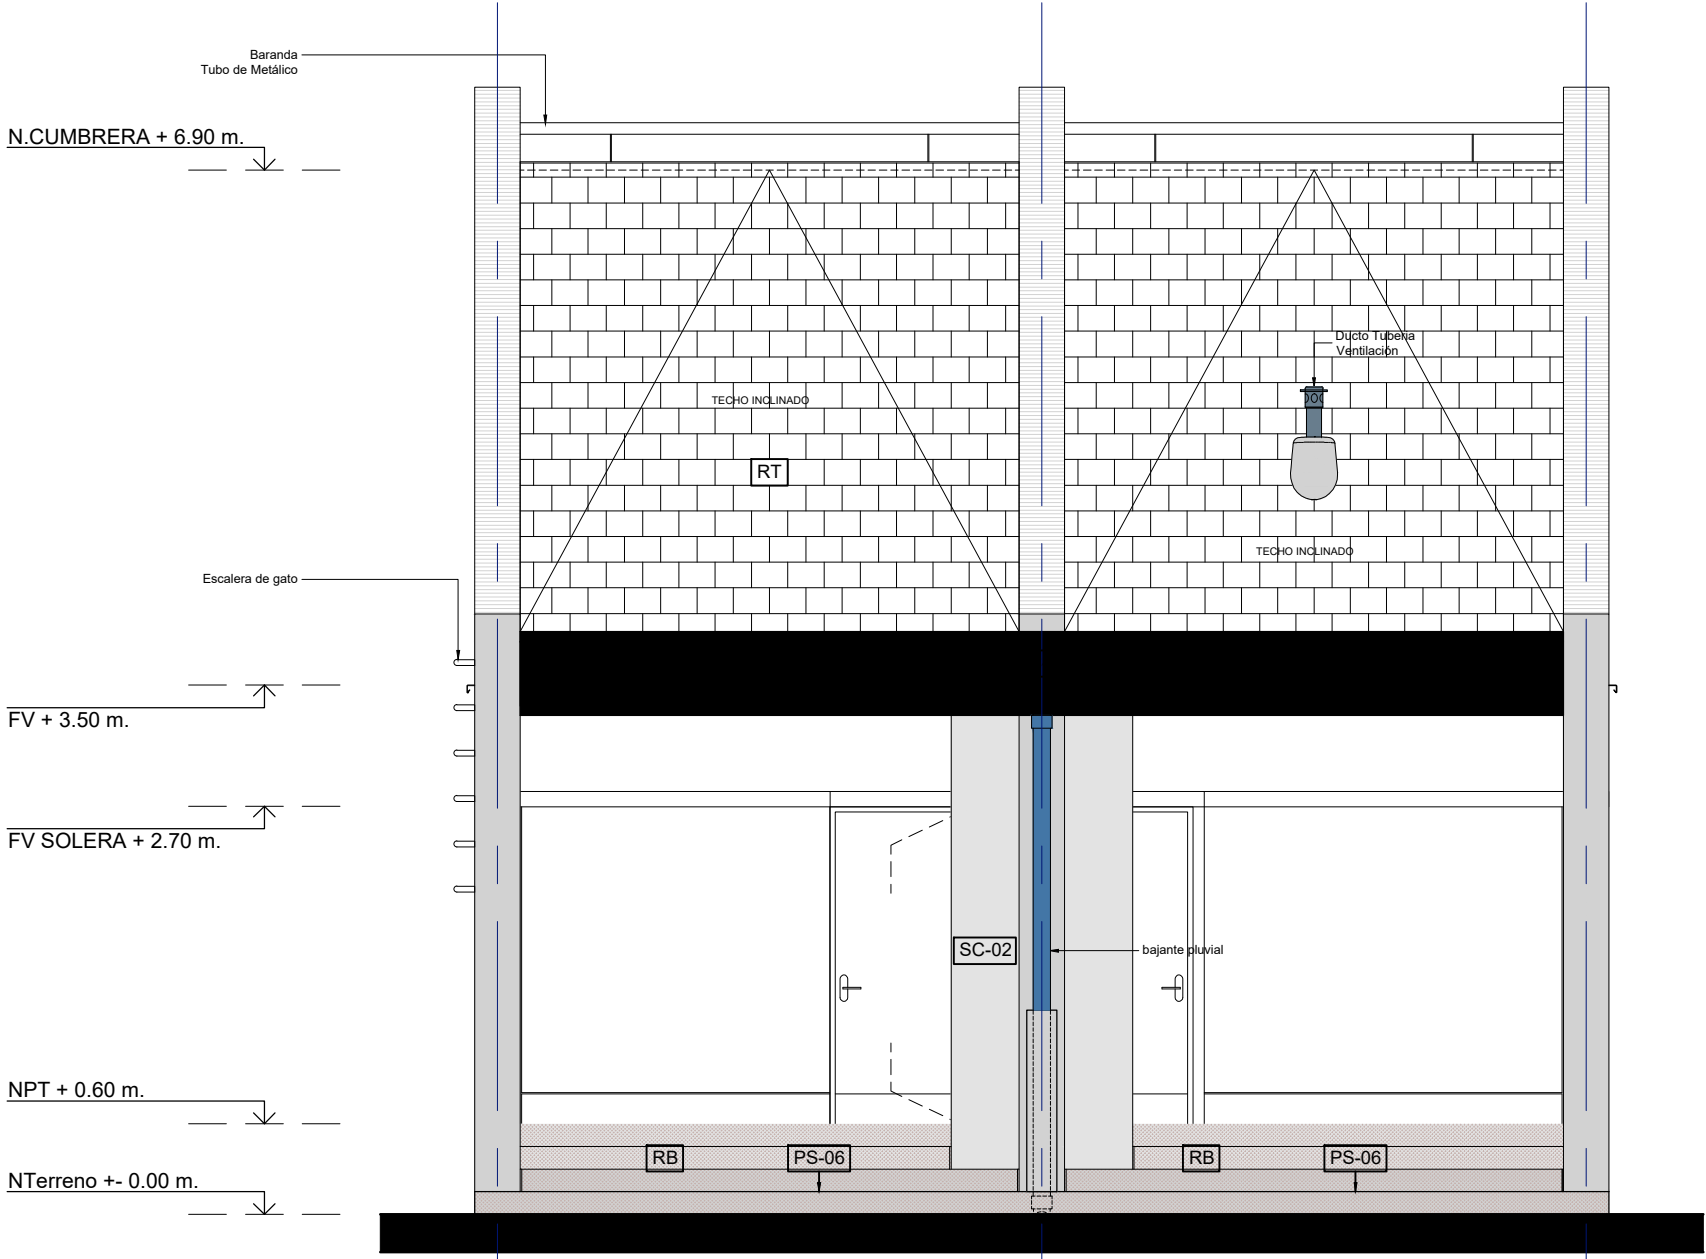 Baranda
Tubo de Metálico
N.CUMBRERA + 6.90 m.
Ducto Tuberia
Ventilación
TECHO INCLINADO
RT
TECHO INCLINADO
Escalera de gato
FV + 3.50 m.
FV SOLERA + 2.70 m.
SC-02
bajante pluvial
NPT + 0.60 m.
RB
PS-06
RB
PS-06
NTerreno +- 0.00 m.